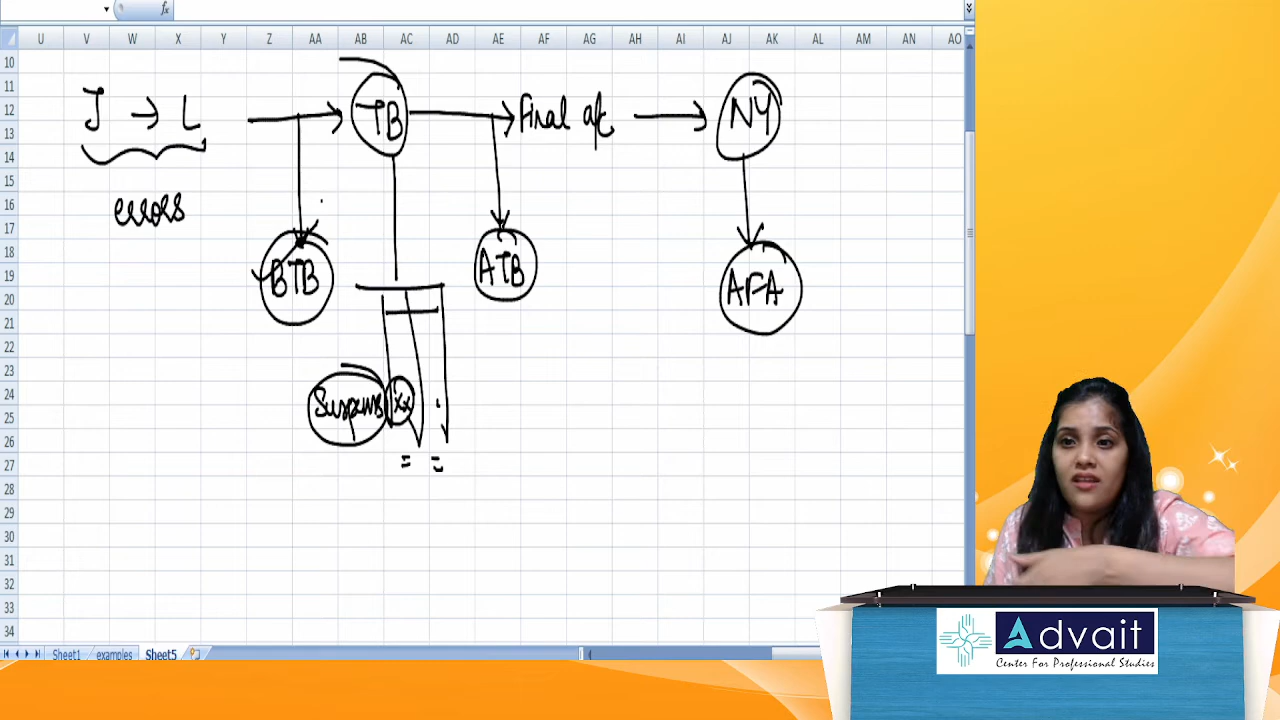 fx
U V W X Y Z AA AB AC AD AE AF AG AH AI AJ AK AL AM AN AO
10
11
12
13
14
15
16
17
18
19
20
21
22
23
24
25
26
27
28
29
30
31
32
33
34
J → L → TB → Final a/c → NY
errors
BTB ATB AFA
Suspens xx
= =
Sheet1 examples Sheet5
Advait
CENTER FOR PROFESSIONAL STUDIES